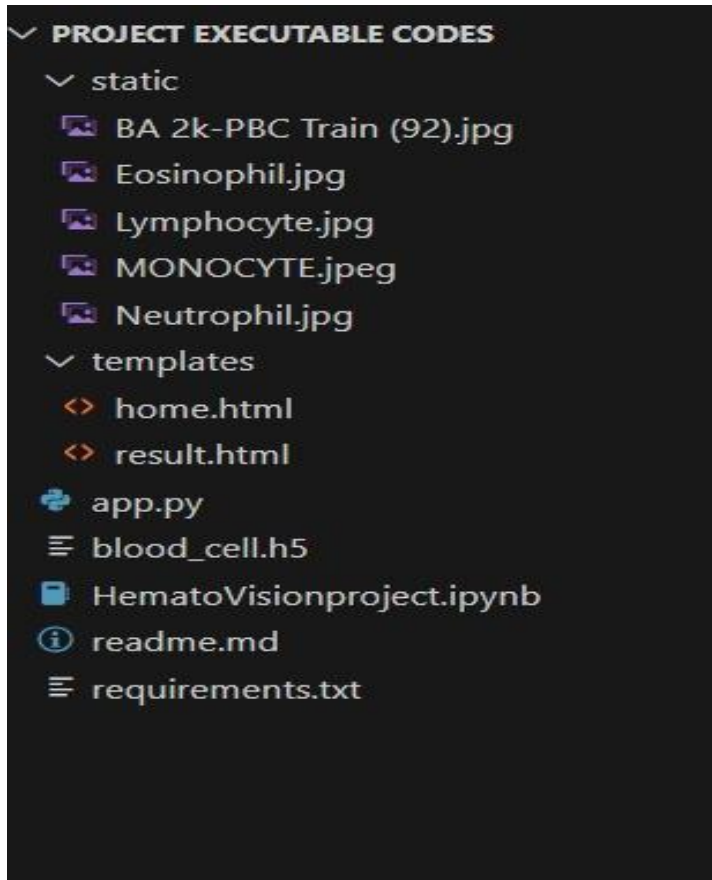 PROJECT EXECUTABLE CODES
static
BA 2k-PBC Train (92).jpg
Eosinophil.jpg
Lymphocyte.jpg
MONOCYTE.jpeg
Neutrophil.jpg
templates
home.html
result.html
app.py
blood_cell.h5
HematoVisionproject.ipynb
readme.md
requirements.txt